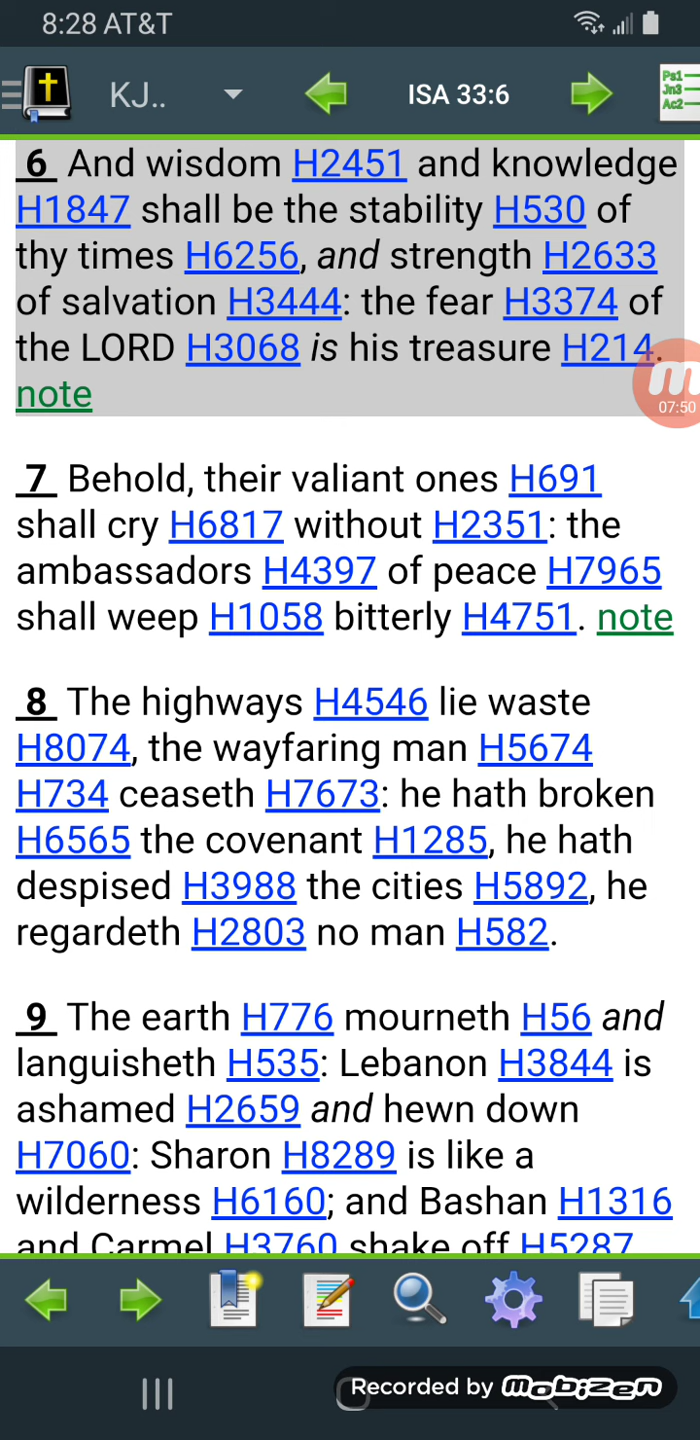 8:28 AT&T
KJ.. ISA 33:6 Ps1
Jn3
Ac2
6 And wisdom H2451 and knowledge
H1847 shall be the stability H530 of
thy times H6256, and strength H2633
of salvation H3444: the fear H3374 of
the LORD H3068 is his treasure H214.
note
07:50
7 Behold, their valiant ones H691
shall cry H6817 without H2351: the
ambassadors H4397 of peace H7965
shall weep H1058 bitterly H4751. note
8 The highways H4546 lie waste
H8074, the wayfaring man H5674
H734 ceaseth H7673: he hath broken
H6565 the covenant H1285, he hath
despised H3988 the cities H5892, he
regardeth H2803 no man H582.
9 The earth H776 mourneth H56 and
languisheth H535: Lebanon H3844 is
ashamed H2659 and hewn down
H7060: Sharon H8289 is like a
wilderness H6160; and Bashan H1316
and Carmel H3760 shake off H5287
Recorded by mobizen